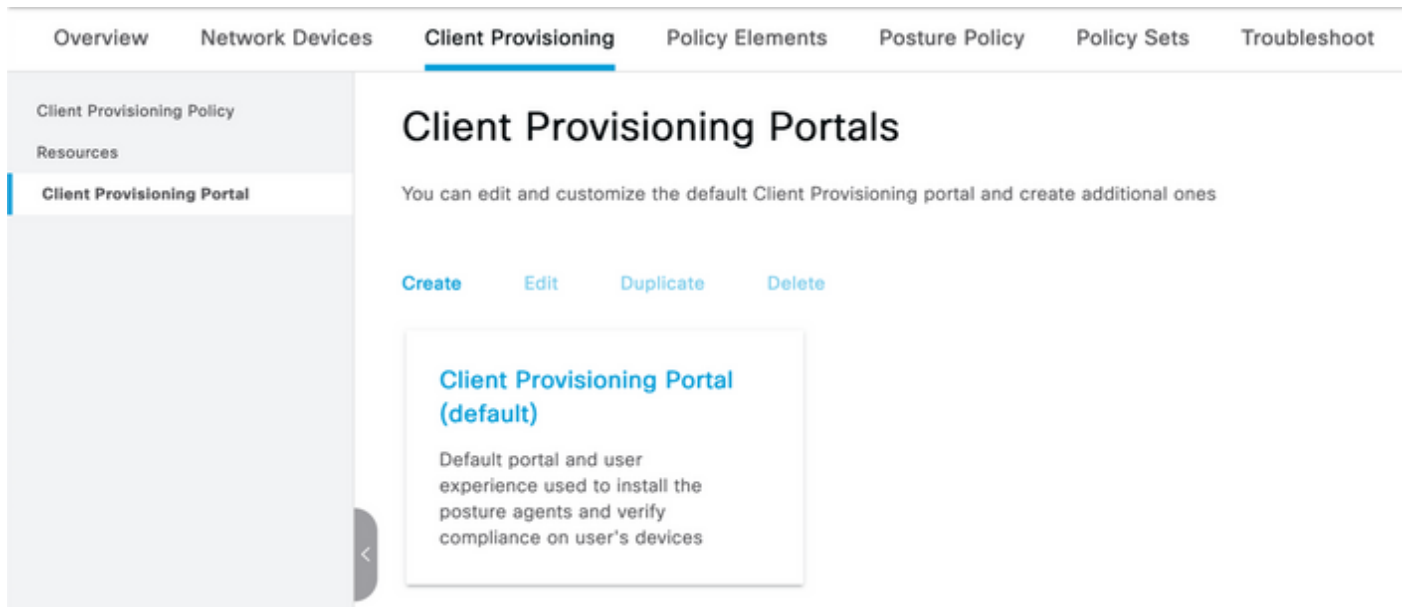 Overview Network Devices Client Provisioning Policy Elements Posture Policy Policy Sets Troubleshoot
Client Provisioning Policy
Resources
Client Provisioning Portal
Client Provisioning Portals
You can edit and customize the default Client Provisioning portal and create additional ones
Create Edit Duplicate Delete
Client Provisioning Portal
(default)
Default portal and user
experience used to install the
posture agents and verify
compliance on user's devices